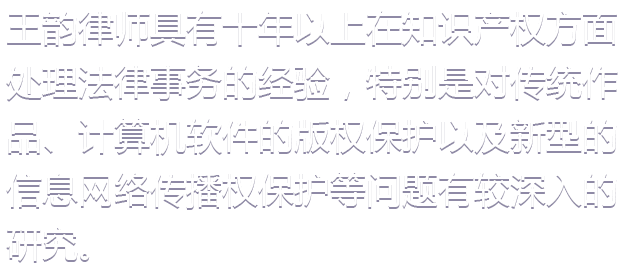 王韵律师具有十年以上在知识产权方面
处理法律事务的经验，特别是对传统作
品、计算机软件的版权保护以及新型的
信息网络传播权保护等问题有较深入的
研究。